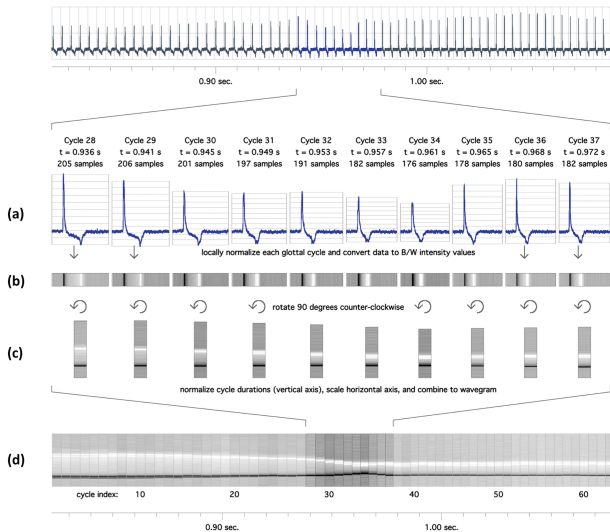 0.90 sec. 1.00 sec.
Cycle 28 Cycle 29 Cycle 30 Cycle 31 Cycle 32 Cycle 33 Cycle 34 Cycle 35 Cycle 36 Cycle 37
t = 0.936 s t = 0.941 s t = 0.945 s t = 0.949 s t = 0.953 s t = 0.957 s t = 0.961 s t = 0.965 s t = 0.968 s t = 0.972 s
205 samples 206 samples 201 samples 197 samples 191 samples 182 samples 176 samples 178 samples 180 samples 182 samples
(a)
locally normalize each glottal cycle and convert data to B/W intensity values
(b)
rotate 90 degrees counter-clockwise
(c)
normalize cycle durations (vertical axis), scale horizontal axis, and combine to wavegram
(d)
cycle index: 10 20 30 40 50 60
0.90 sec. 1.00 sec.